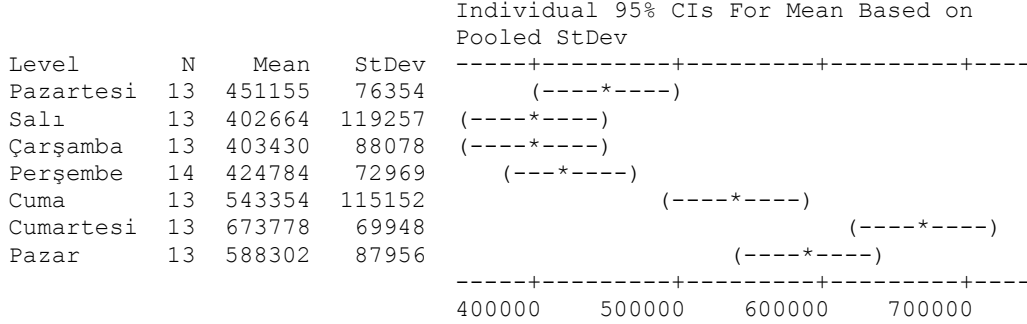 Individual 95% CIs For Mean Based on
                                   Pooled StDev
Level       N    Mean   StDev  ------+---------+---------+---------+----
Pazartesi  13  451155   76354       (----*----)
Salı       13  402664  119257  (----*----)
Çarşamba   13  403430   88078  (----*----)
Perşembe   14  424784   72969     (---*----)
Cuma       13  543354  115152                (----*----)
Cumartesi  13  673778   69948                             (----*----)
Pazar      13  588302   87956                     (----*----)
                               ------+---------+---------+---------+----
                               400000    500000    600000    700000